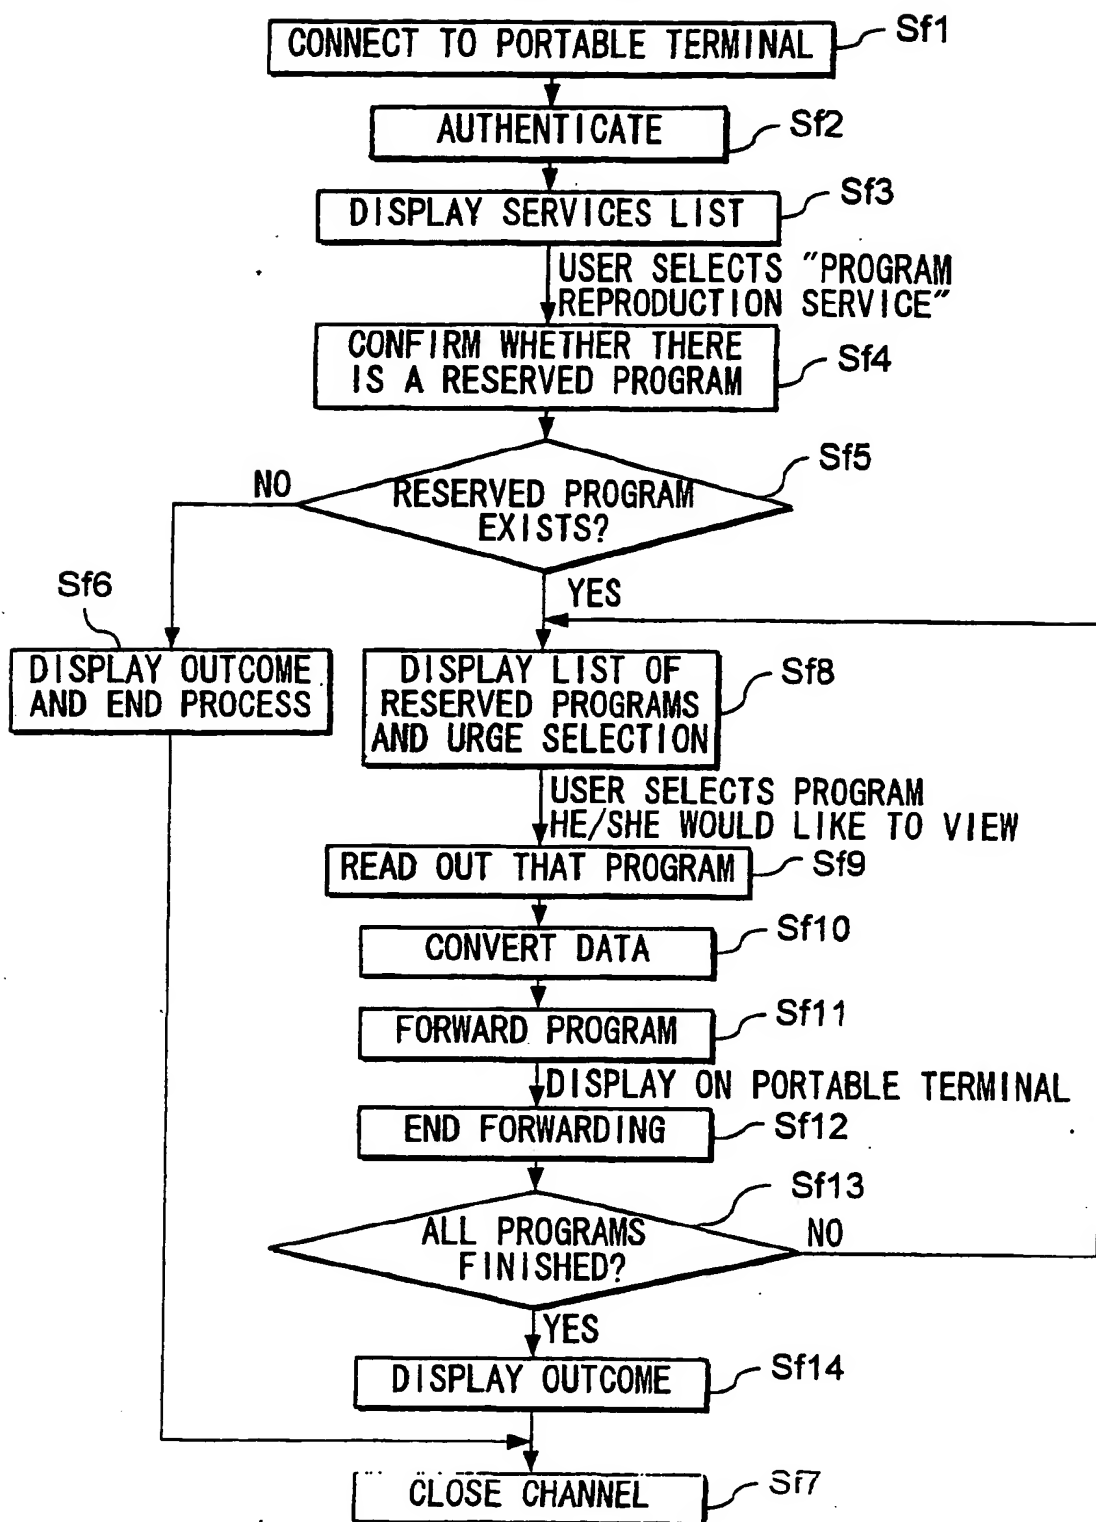 CONNECT TO PORTABLE TERMINAL
Sf1
AUTHENTICATE
Sf2
DISPLAY SERVICES LIST
Sf3
USER SELECTS "PROGRAM
REPRODUCTION SERVICE"
CONFIRM WHETHER THERE
IS A RESERVED PROGRAM
Sf4
RESERVED PROGRAM
EXISTS?
Sf5
NO
YES
Sf6
DISPLAY OUTCOME
AND END PROCESS
DISPLAY LIST OF
RESERVED PROGRAMS
AND URGE SELECTION
Sf8
USER SELECTS PROGRAM
HE/SHE WOULD LIKE TO VIEW
READ OUT THAT PROGRAM
Sf9
CONVERT DATA
Sf10
FORWARD PROGRAM
Sf11
DISPLAY ON PORTABLE TERMINAL
END FORWARDING
Sf12
ALL PROGRAMS
FINISHED?
Sf13
NO
YES
DISPLAY OUTCOME
Sf14
CLOSE CHANNEL
Sf7